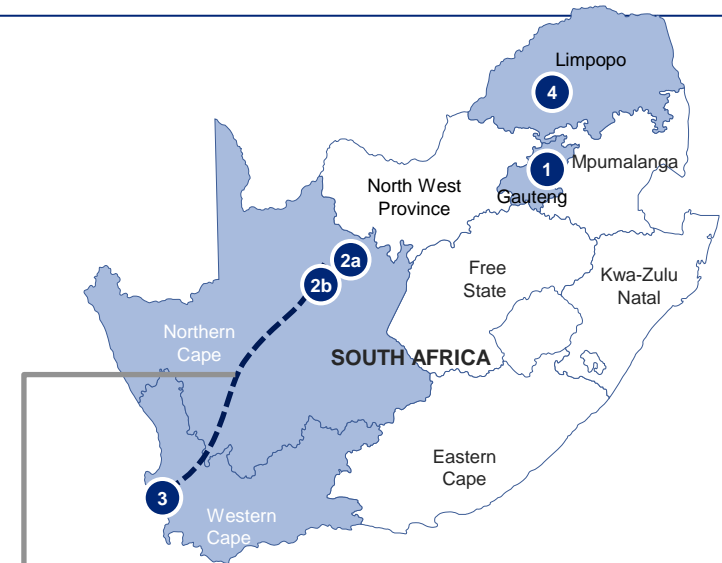 Limpopo
4
1
Mpumalanga
North West
Province
Gauteng
2a
2b
Free
State
Kwa-Zulu
Natal
Northern
Cape
SOUTH AFRICA
Eastern
Cape
3
Western
Cape